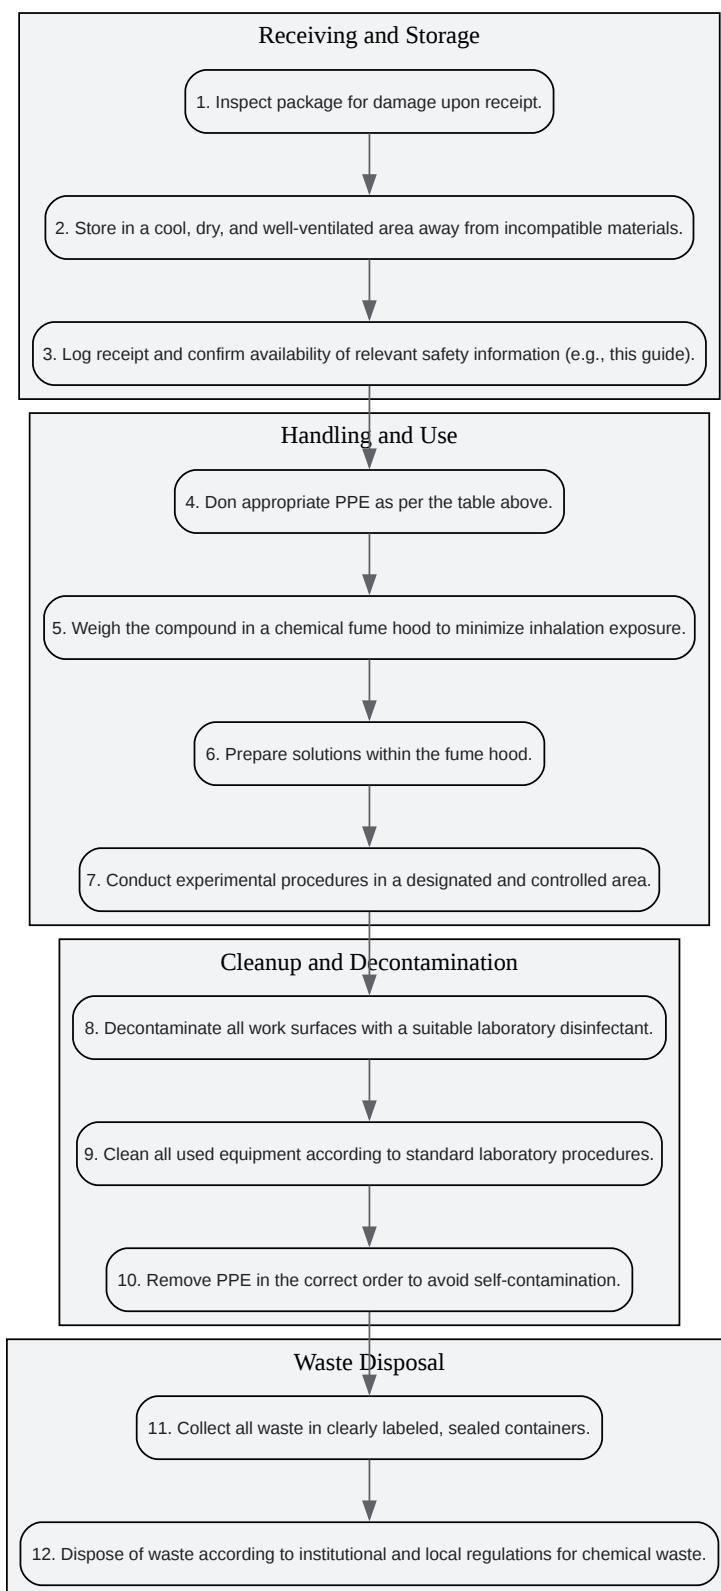 Receiving and Storage
1. Inspect package for damage upon receipt.
2. Store in a cool, dry, and well-ventilated area away from incompatible materials.
3. Log receipt and confirm availability of relevant safety information (e.g., this guide).
Handling and Use
4. Don appropriate PPE as per the table above.
5. Weigh the compound in a chemical fume hood to minimize inhalation exposure.
6. Prepare solutions within the fume hood.
7. Conduct experimental procedures in a designated and controlled area.
Cleanup and Decontamination
8. Decontaminate all work surfaces with a suitable laboratory disinfectant.
9. Clean all used equipment according to standard laboratory procedures.
10. Remove PPE in the correct order to avoid self-contamination.
Waste Disposal
11. Collect all waste in clearly labeled, sealed containers.
12. Dispose of waste according to institutional and local regulations for chemical waste.